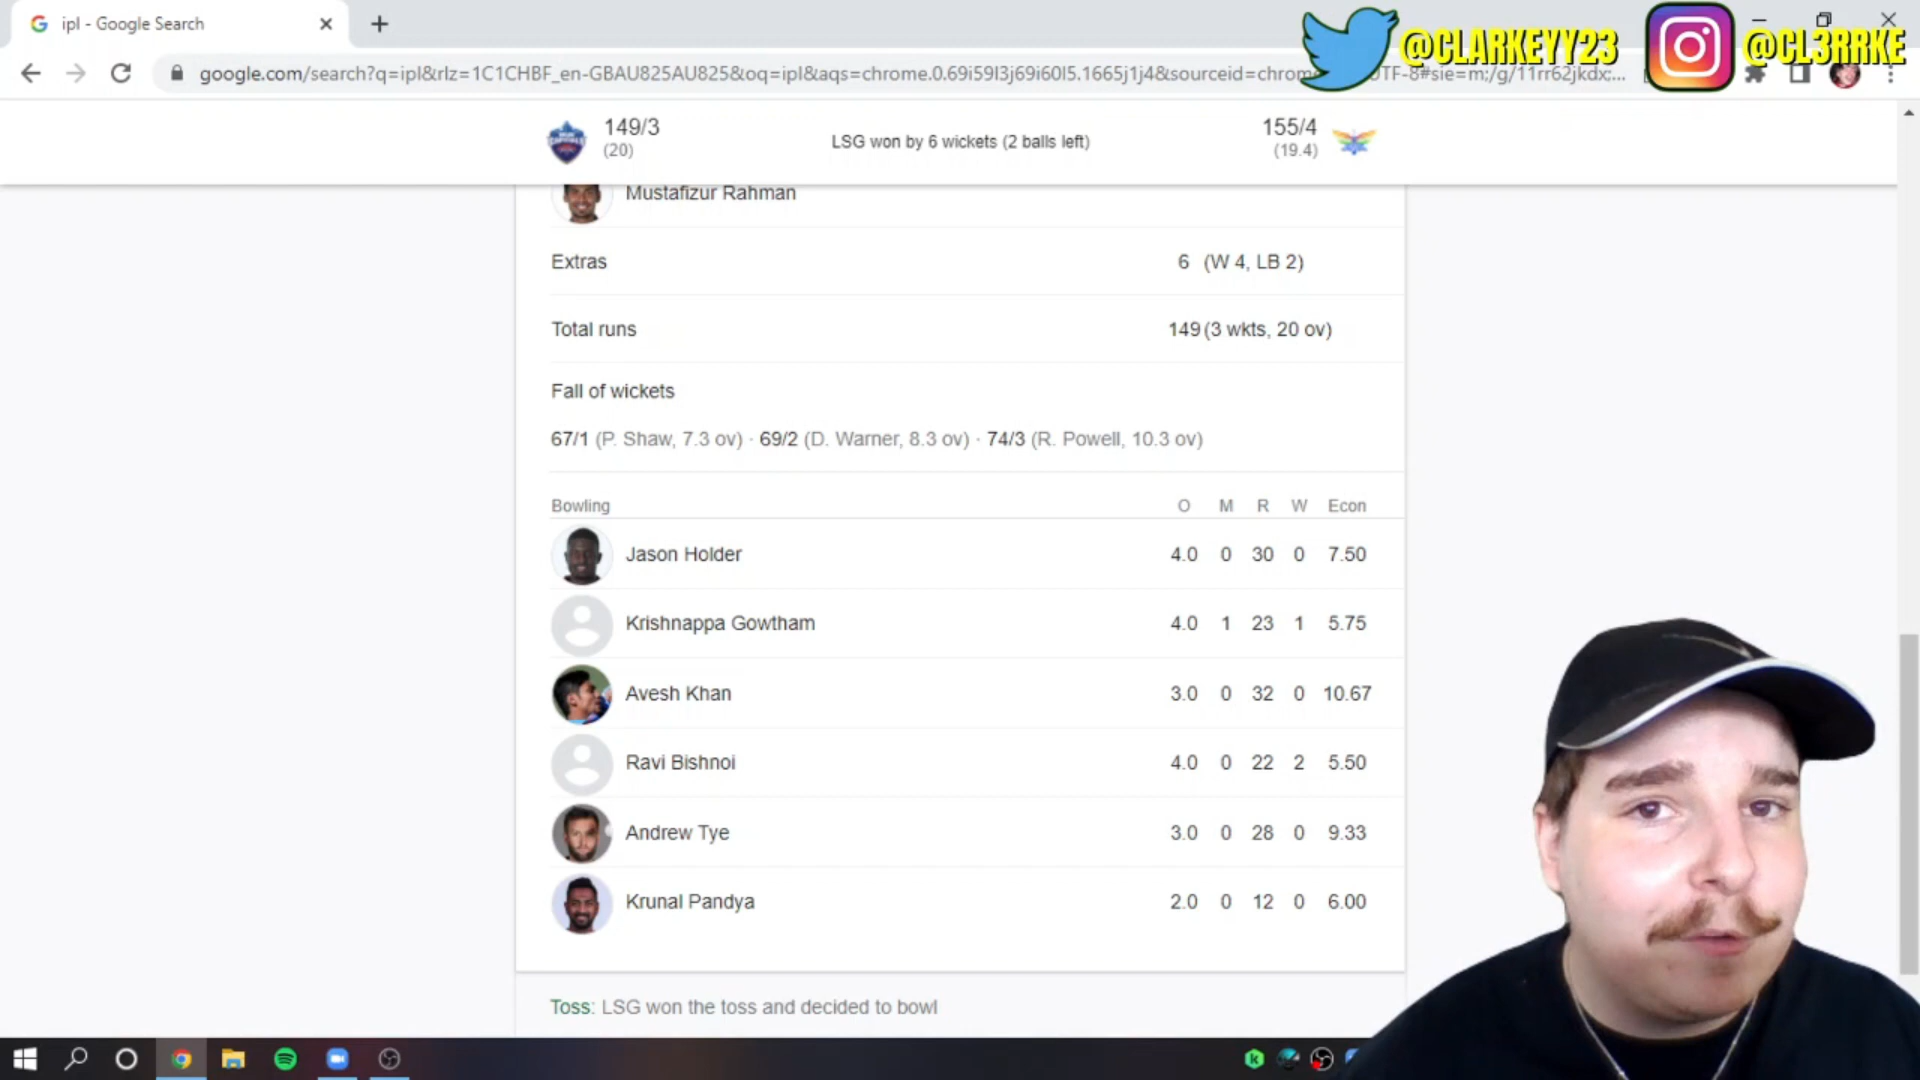 ipl - Google Search
@CLARKEYY23
@CL3RRKE
google.com/search?q=ipl&rlz=1C1CHBF_en-GBAU825AU825&oq=ipl&aqs=chrome.0.69i59l3j69i60l5.1665j1j4&sourceid=chrome TF-8#sie=m;/g/11rr62jkdx;...
149/3
(20)
LSG won by 6 wickets (2 balls left)
155/4
(19.4)
Mustafizur Rahman
Extras 6 (W 4, LB 2)
Total runs 149 (3 wkts, 20 ov)
Fall of wickets
67/1 (P. Shaw, 7.3 ov) · 69/2 (D. Warner, 8.3 ov) · 74/3 (R. Powell, 10.3 ov)
Bowling O M R W Econ
Jason Holder 4.0 0 30 0 7.50
Krishnappa Gowtham 4.0 1 23 1 5.75
Avesh Khan 3.0 0 32 0 10.67
Ravi Bishnoi 4.0 0 22 2 5.50
Andrew Tye 3.0 0 28 0 9.33
Krunal Pandya 2.0 0 12 0 6.00
Toss: LSG won the toss and decided to bowl